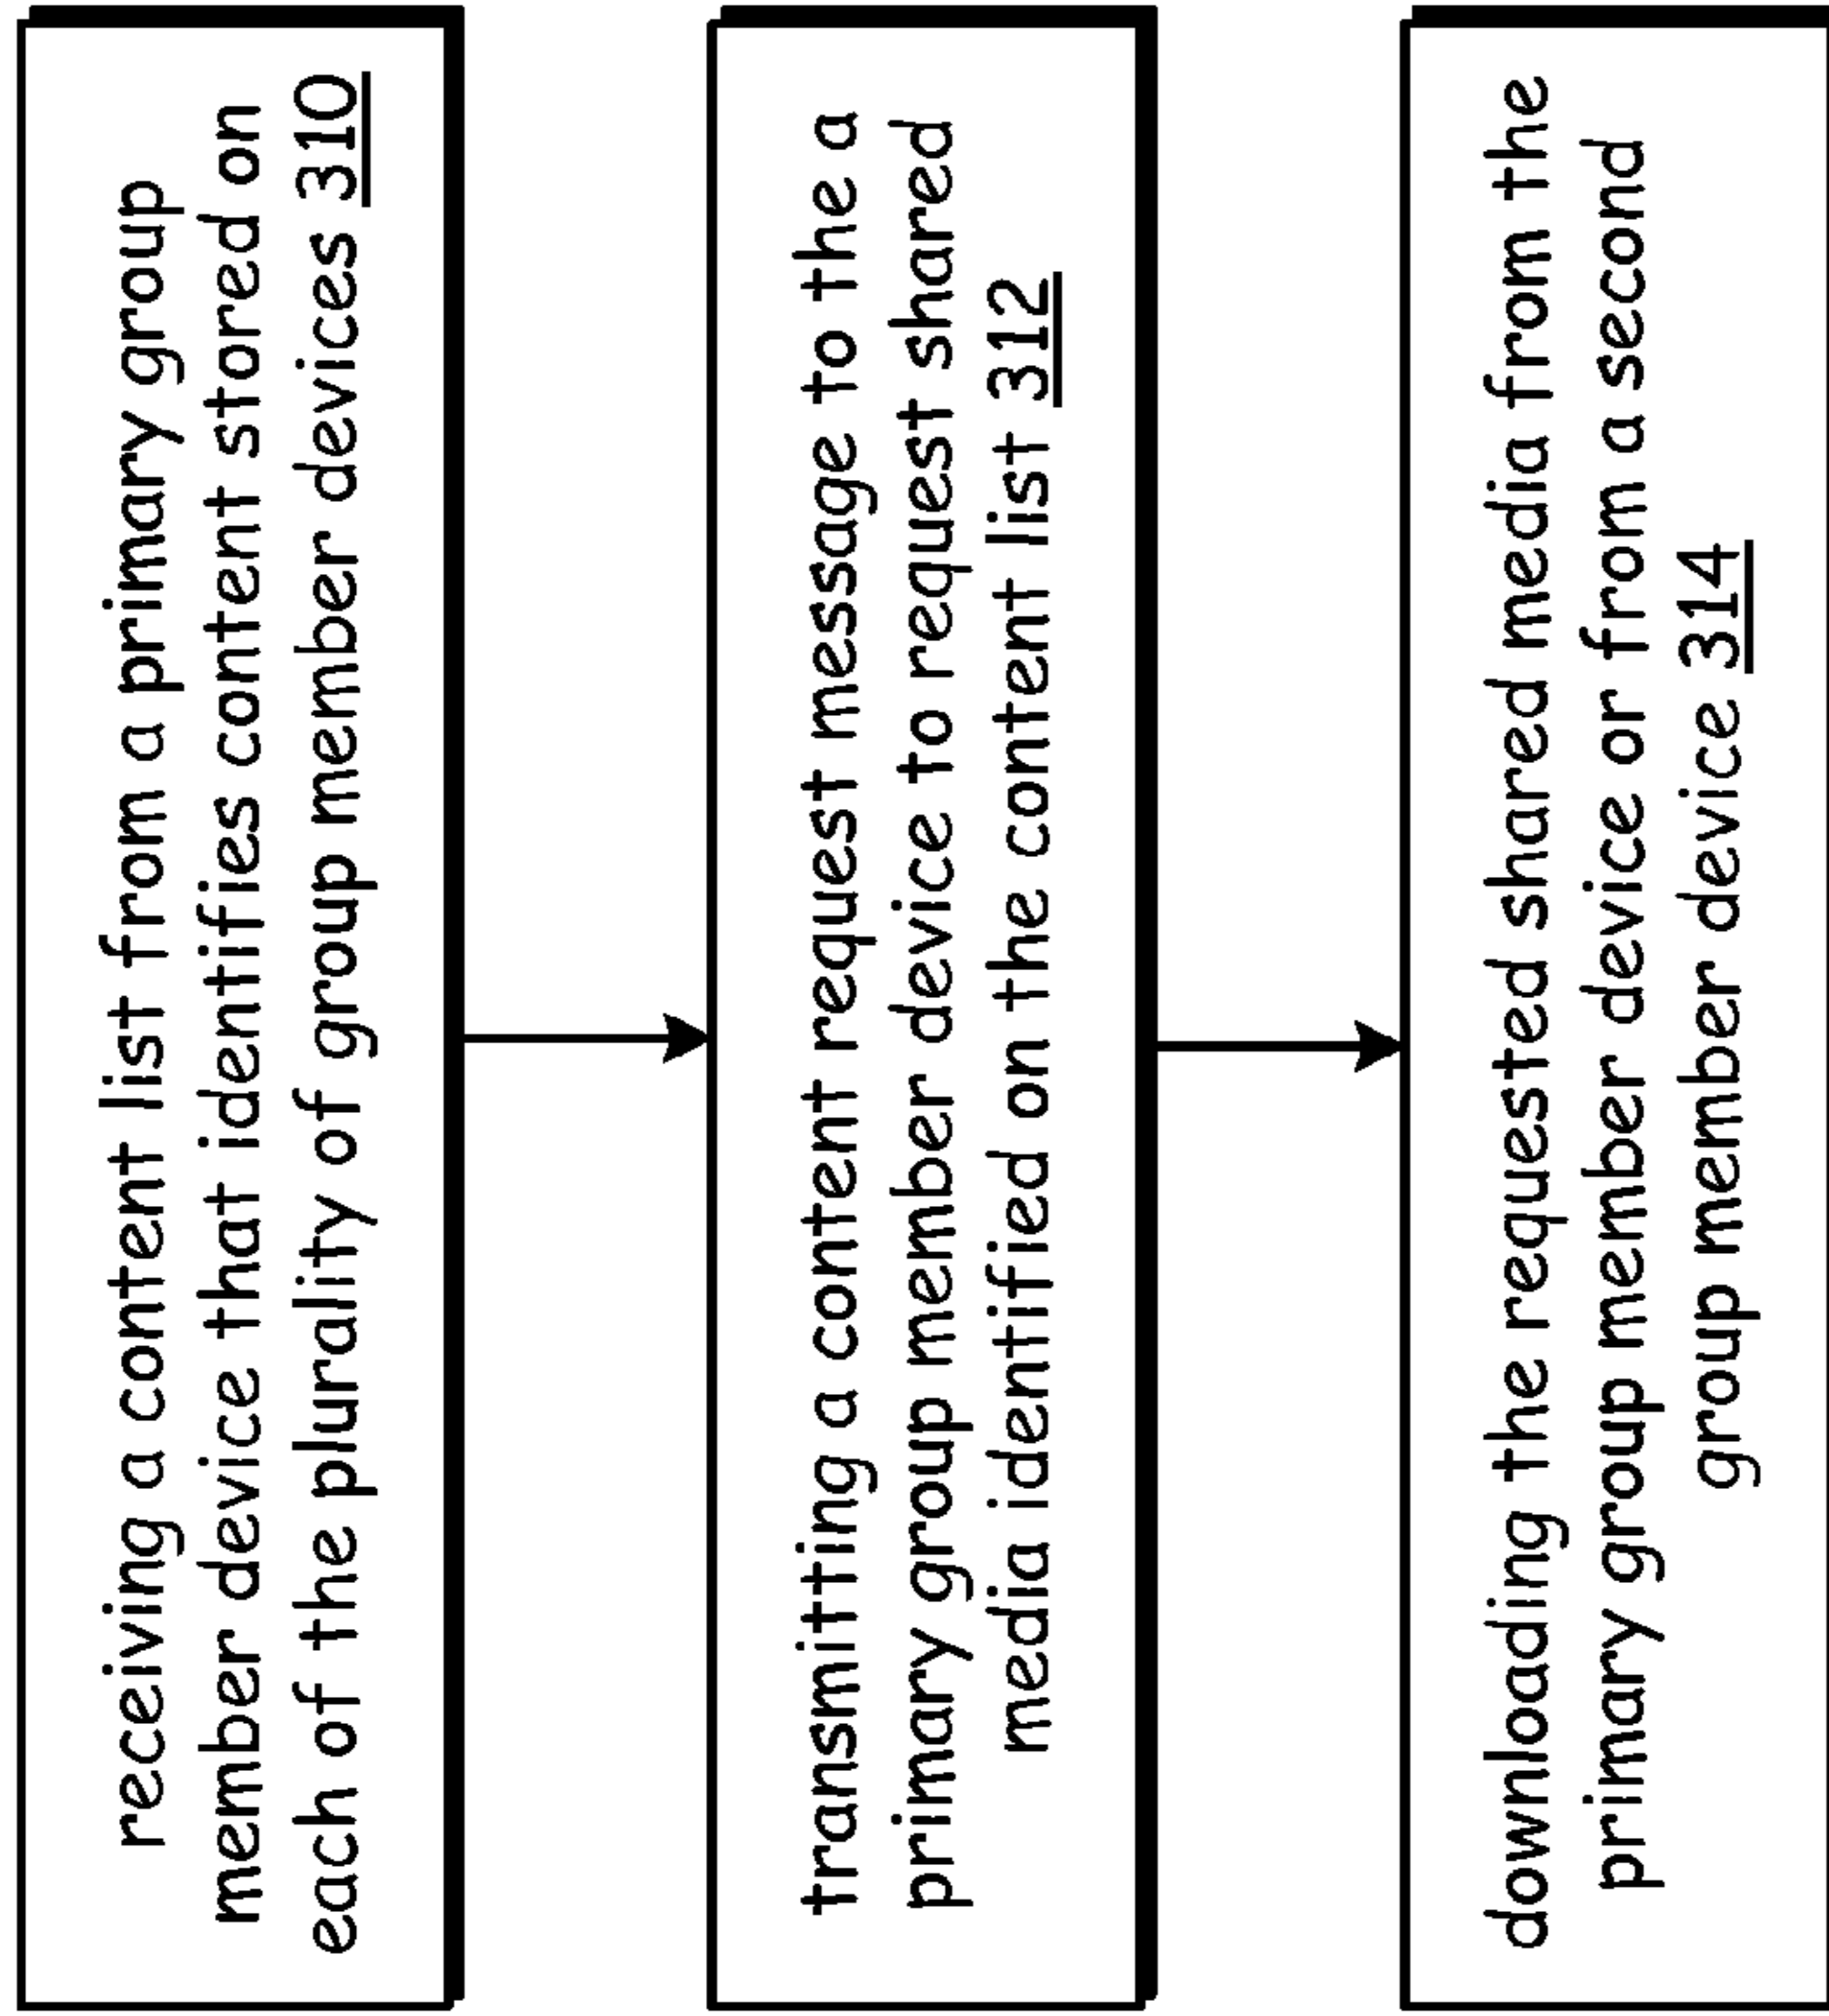 receiving a content list from a primary group
member device that identifies content stored on
each of the plurality of group member devices 310
transmitting a content request message to the a
primary group member device to request shared
media identified on the content list 312
downloading the requested shared media from the
primary group member device or from a second
group member device 314